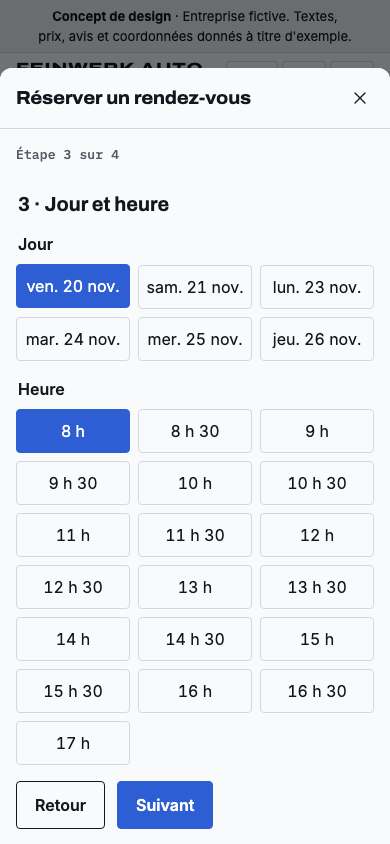 Concept de design · Entreprise fictive. Textes,
prix, avis et coordonnées donnés à titre d'exemple.
FEINWERK AUTO
Réserver un rendez-vous
Étape 3 sur 4
3 · Jour et heure
Jour
ven. 20 nov. sam. 21 nov. lun. 23 nov.
mar. 24 nov. mer. 25 nov. jeu. 26 nov.
Heure
8 h 8 h 30 9 h
9 h 30 10 h 10 h 30
11 h 11 h 30 12 h
12 h 30 13 h 13 h 30
14 h 14 h 30 15 h
15 h 30 16 h 16 h 30
17 h
Retour Suivant